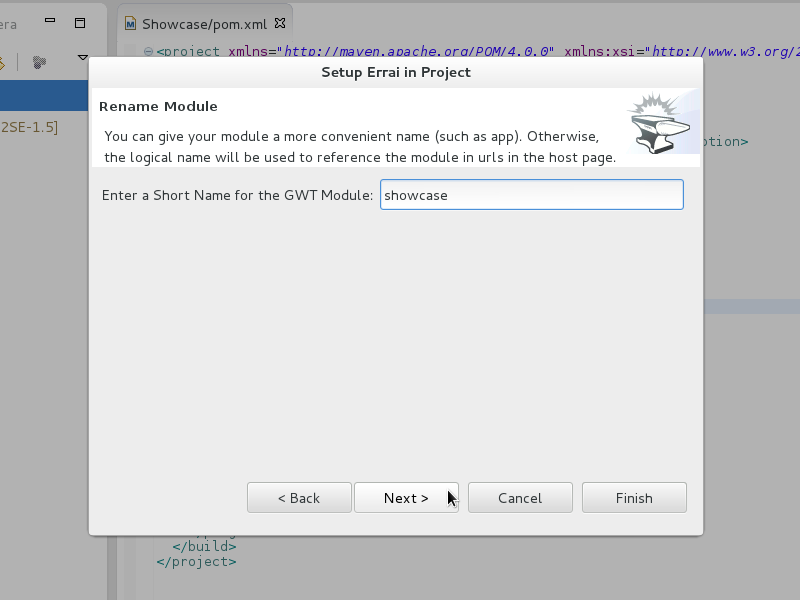 era
Showcase/pom.xml
<project xmlns="http://maven.apache.org/POM/4.0.0" xmlns:xsi="http://www.w3.org/2
Setup Errai in Project
Rename Module
You can give your module a more convenient name (such as app). Otherwise,
the logical name will be used to reference the module in urls in the host page.
2SE-1.5]
ption>
Enter a Short Name for the GWT Module: showcase
< Back Next > Cancel Finish
</build>
</project>